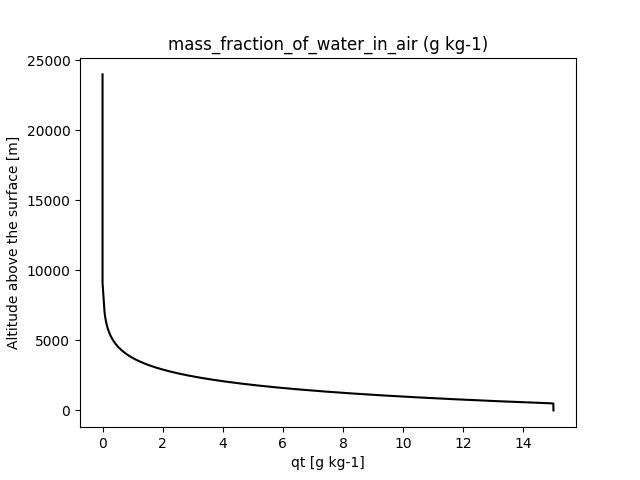 mass_fraction_of_water_in_air (g kg-1)
Altitude above the surface [m]
25000
20000
15000
10000
5000
0
0 2 4 6 8 10 12 14
qt [g kg-1]